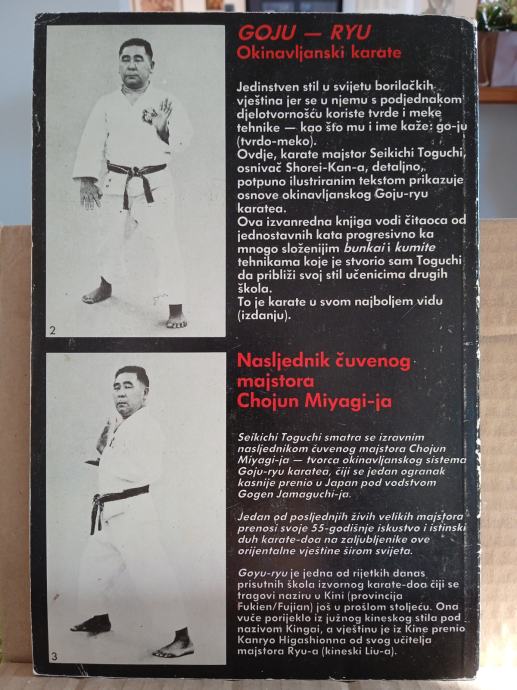 GOJU — RYU
Okinavljanski karate
Jedinstven stil u svijetu borilačkih
vještina jer se u njemu s podjednakom
djelotvornošću koriste tvrde i meke
tehnike — kao što mu i ime kaže: go-ju
(tvrdo-meko).
Ovdje, karate majstor Seikichi Toguchi,
osnivač Shorei-Kan-a, detaljno,
potpuno ilustriranim tekstom prikazuje
osnove okinavljanskog Goju-ryu
karatea.
Ova izvanredna knjiga vodi čitaoca od
jednostavnih kata progresivno ka
mnogo složenijim bunkai i kumite
tehnikama koje je stvorio sam Toguchi
da približi svoj stil učenicima drugih
škola.
To je karate u svom najboljem vidu
(izdanju).
2
Nasljednik čuvenog
majstora
Chojun Miyagi-ja
Seikichi Toguchi smatra se izravnim
nasljednikom čuvenog majstora Chojun
Miyagi-ja — tvorca okinavljanskog sistema
Goju-ryu karatea, čiji se jedan ogranak
kasnije prenio u Japan pod vodstvom
Gogen Jamaguchi-ja.
Jedan od posljednjih živih velikih majstora
prenosi svoje 55-godišnje iskustvo i istinski
duh karate-doa na zaljubljenike ove
orijentalne vještine širom svijeta.
Goyu-ryu je jedna od rijetkih danas
prisutnih škola izvornog karate-doa čiji se
tragovi naziru u Kini (provincija
Fukien/Fujian) još u prošlom stoljeću. Ona
vuče porijeklo iz južnog kineskog stila pod
nazivom Kingai, a vještinu je iz Kine prenio
Kanryo Higashionna od svog učitelja
majstora Ryu-a (kineski Liu-a).
3